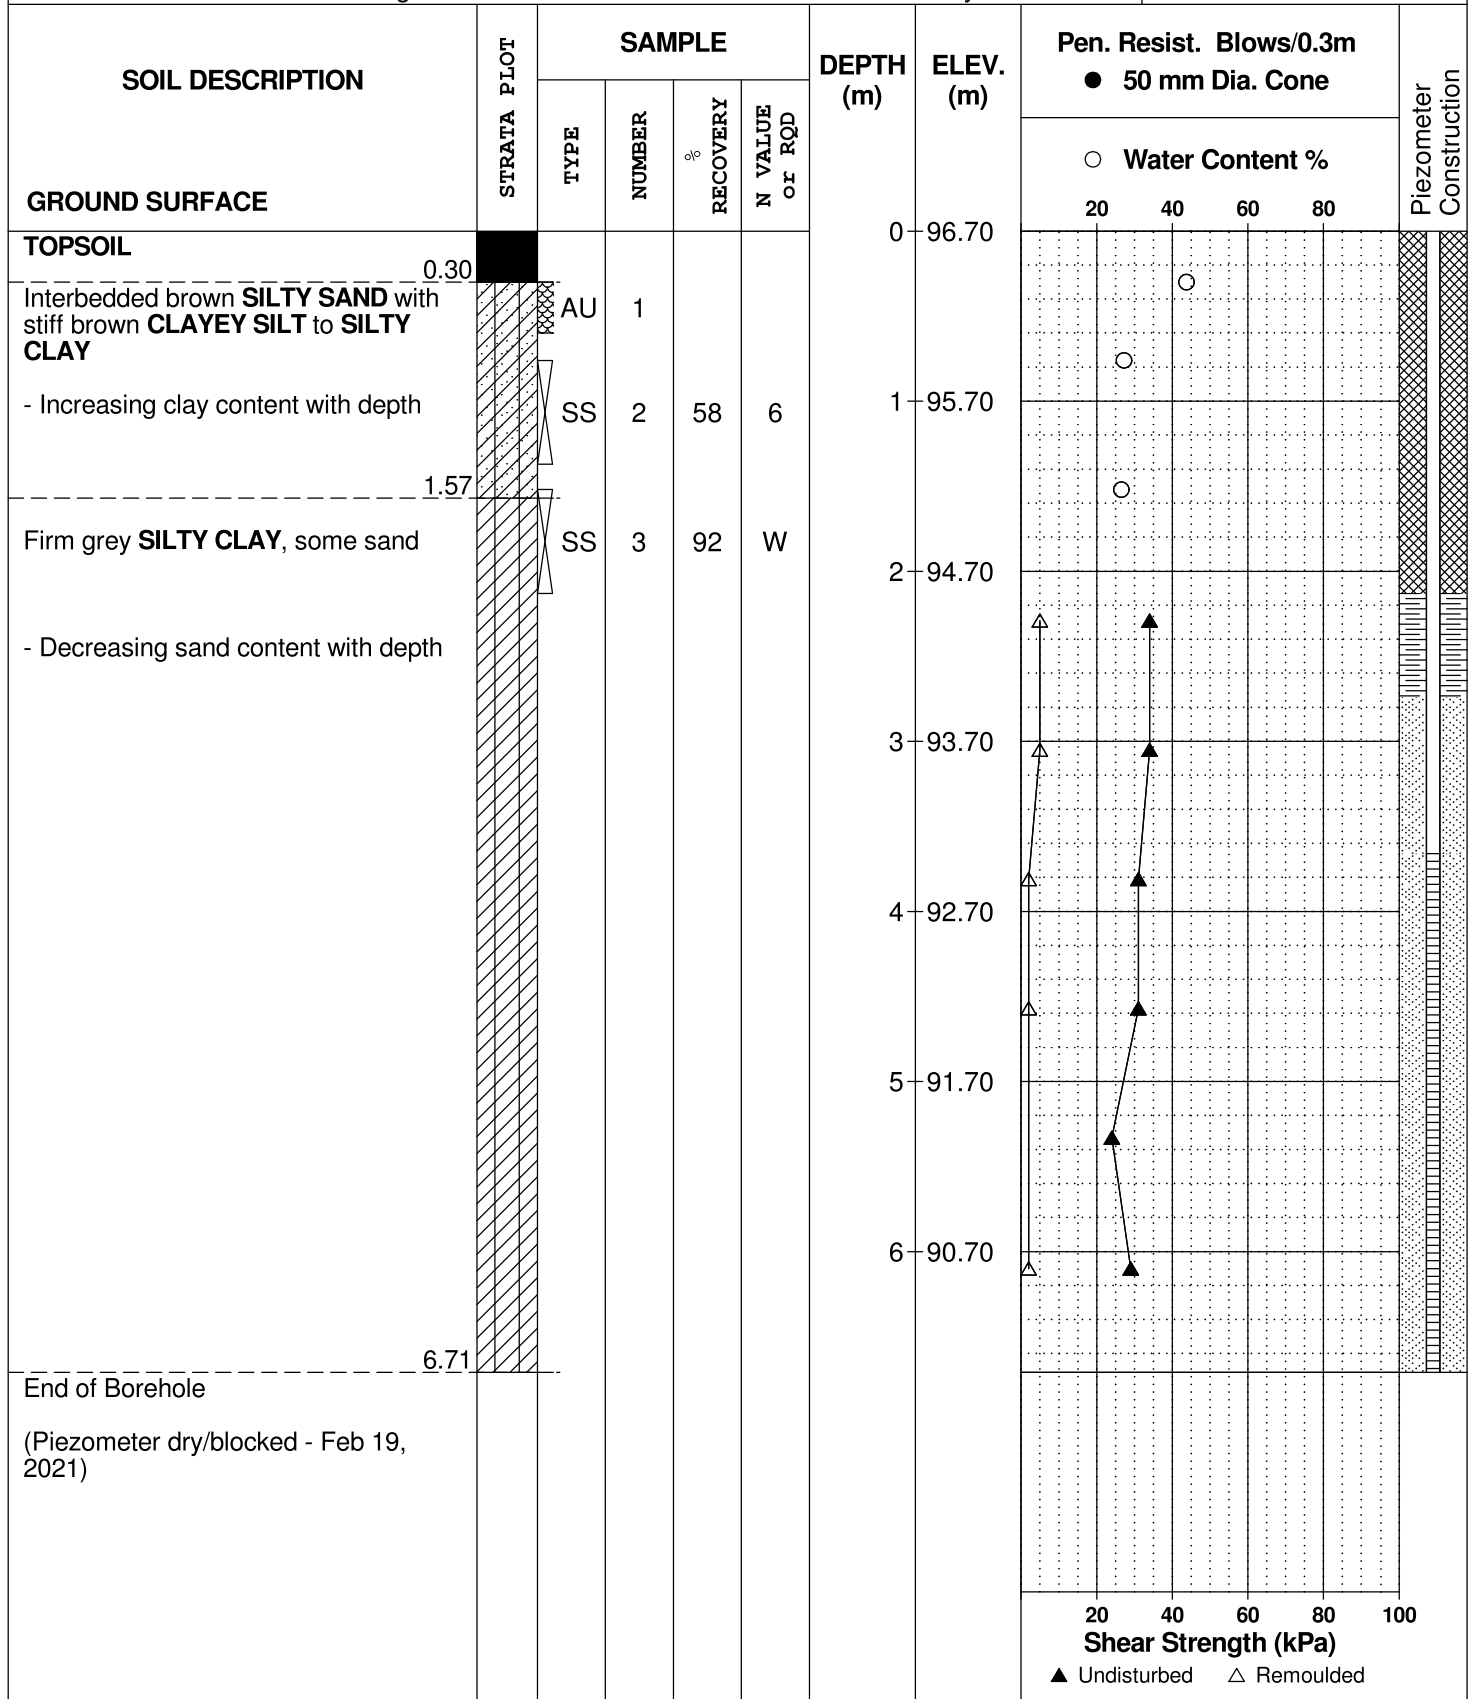 SOIL DESCRIPTION
GROUND SURFACE
STRATA PLOT
SAMPLE
TYPE
NUMBER
%
RECOVERY
N VALUE
or RQD
DEPTH
(m)
ELEV.
(m)
Pen. Resist. Blows/0.3m
● 50 mm Dia. Cone
○ Water Content %
20 40 60 80
Piezometer
Construction
0 96.70
TOPSOIL
0.30
Interbedded brown SILTY SAND with
stiff brown CLAYEY SILT to SILTY
CLAY
AU 1
- Increasing clay content with depth
SS 2 58 6
1 95.70
1.57
Firm grey SILTY CLAY, some sand
SS 3 92 W
2 94.70
- Decreasing sand content with depth
3 93.70
4 92.70
5 91.70
6 90.70
6.71
End of Borehole
(Piezometer dry/blocked - Feb 19,
2021)
20 40 60 80 100
Shear Strength (kPa)
▲ Undisturbed △ Remoulded